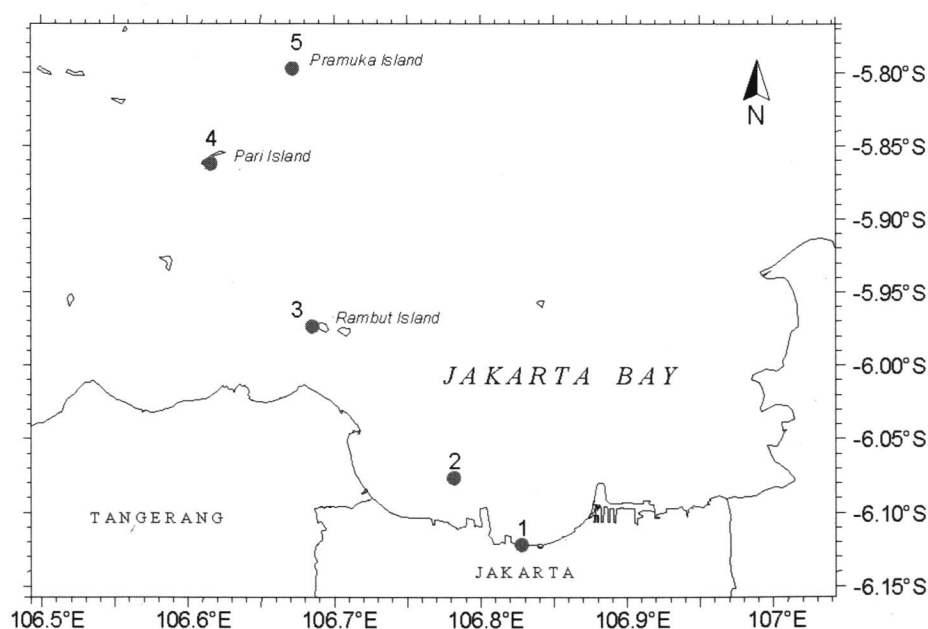 5
Pramuka Island
-5.80°S
N
4
Pari Island
-5.85°S
-5.90°S
3
Rambut Island
-5.95°S
JAKARTA BAY
-6.00°S
-6.05°S
2
TANGERANG
1
-6.10°S
JAKARTA
-6.15°S
106.5°E 106.6°E 106.7°E 106.8°E 106.9°E 107°E